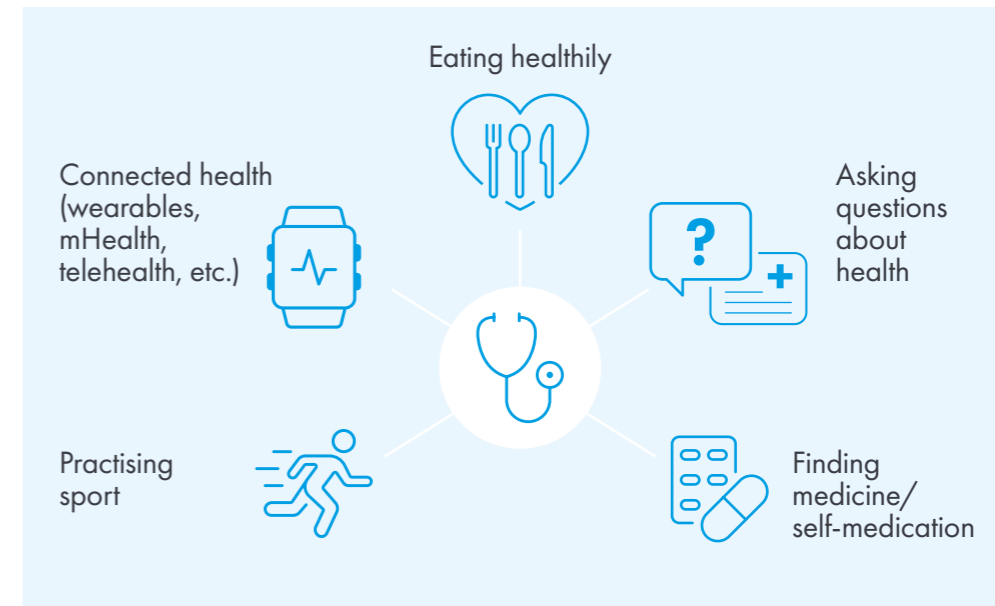 Eating healthily
Connected health
(wearables,
mHealth,
telehealth, etc.)
Asking
questions
about
health
?
Practising
sport
Finding
medicine/
self-medication